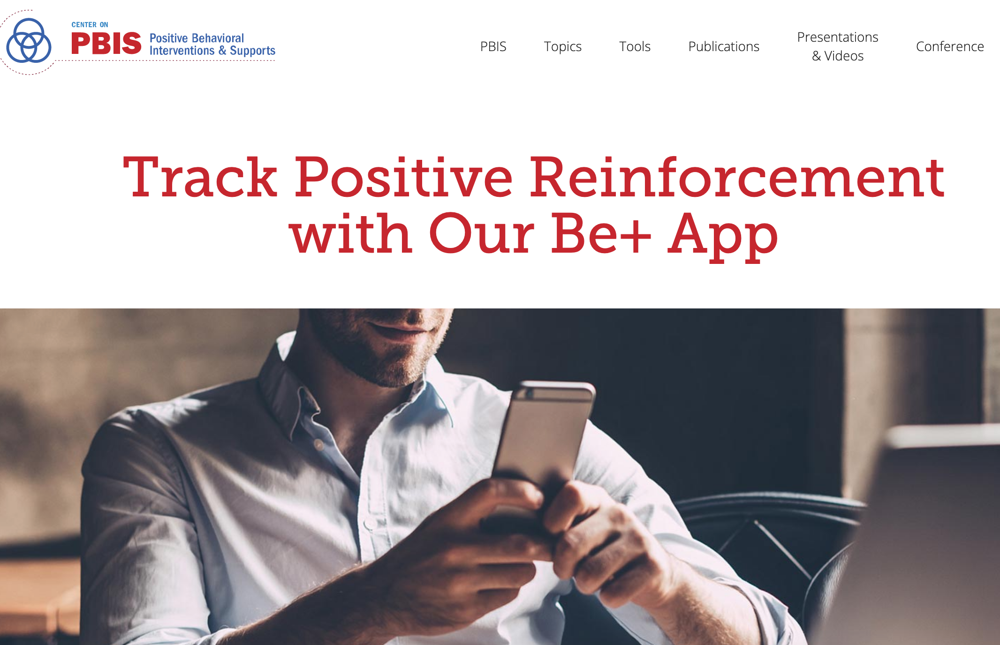 CENTER ON
PBIS
Positive Behavioral
Interventions & Supports
PBIS
Topics
Tools
Publications
Presentations
& Videos
Conference
Track Positive Reinforcement
with Our Be+ App